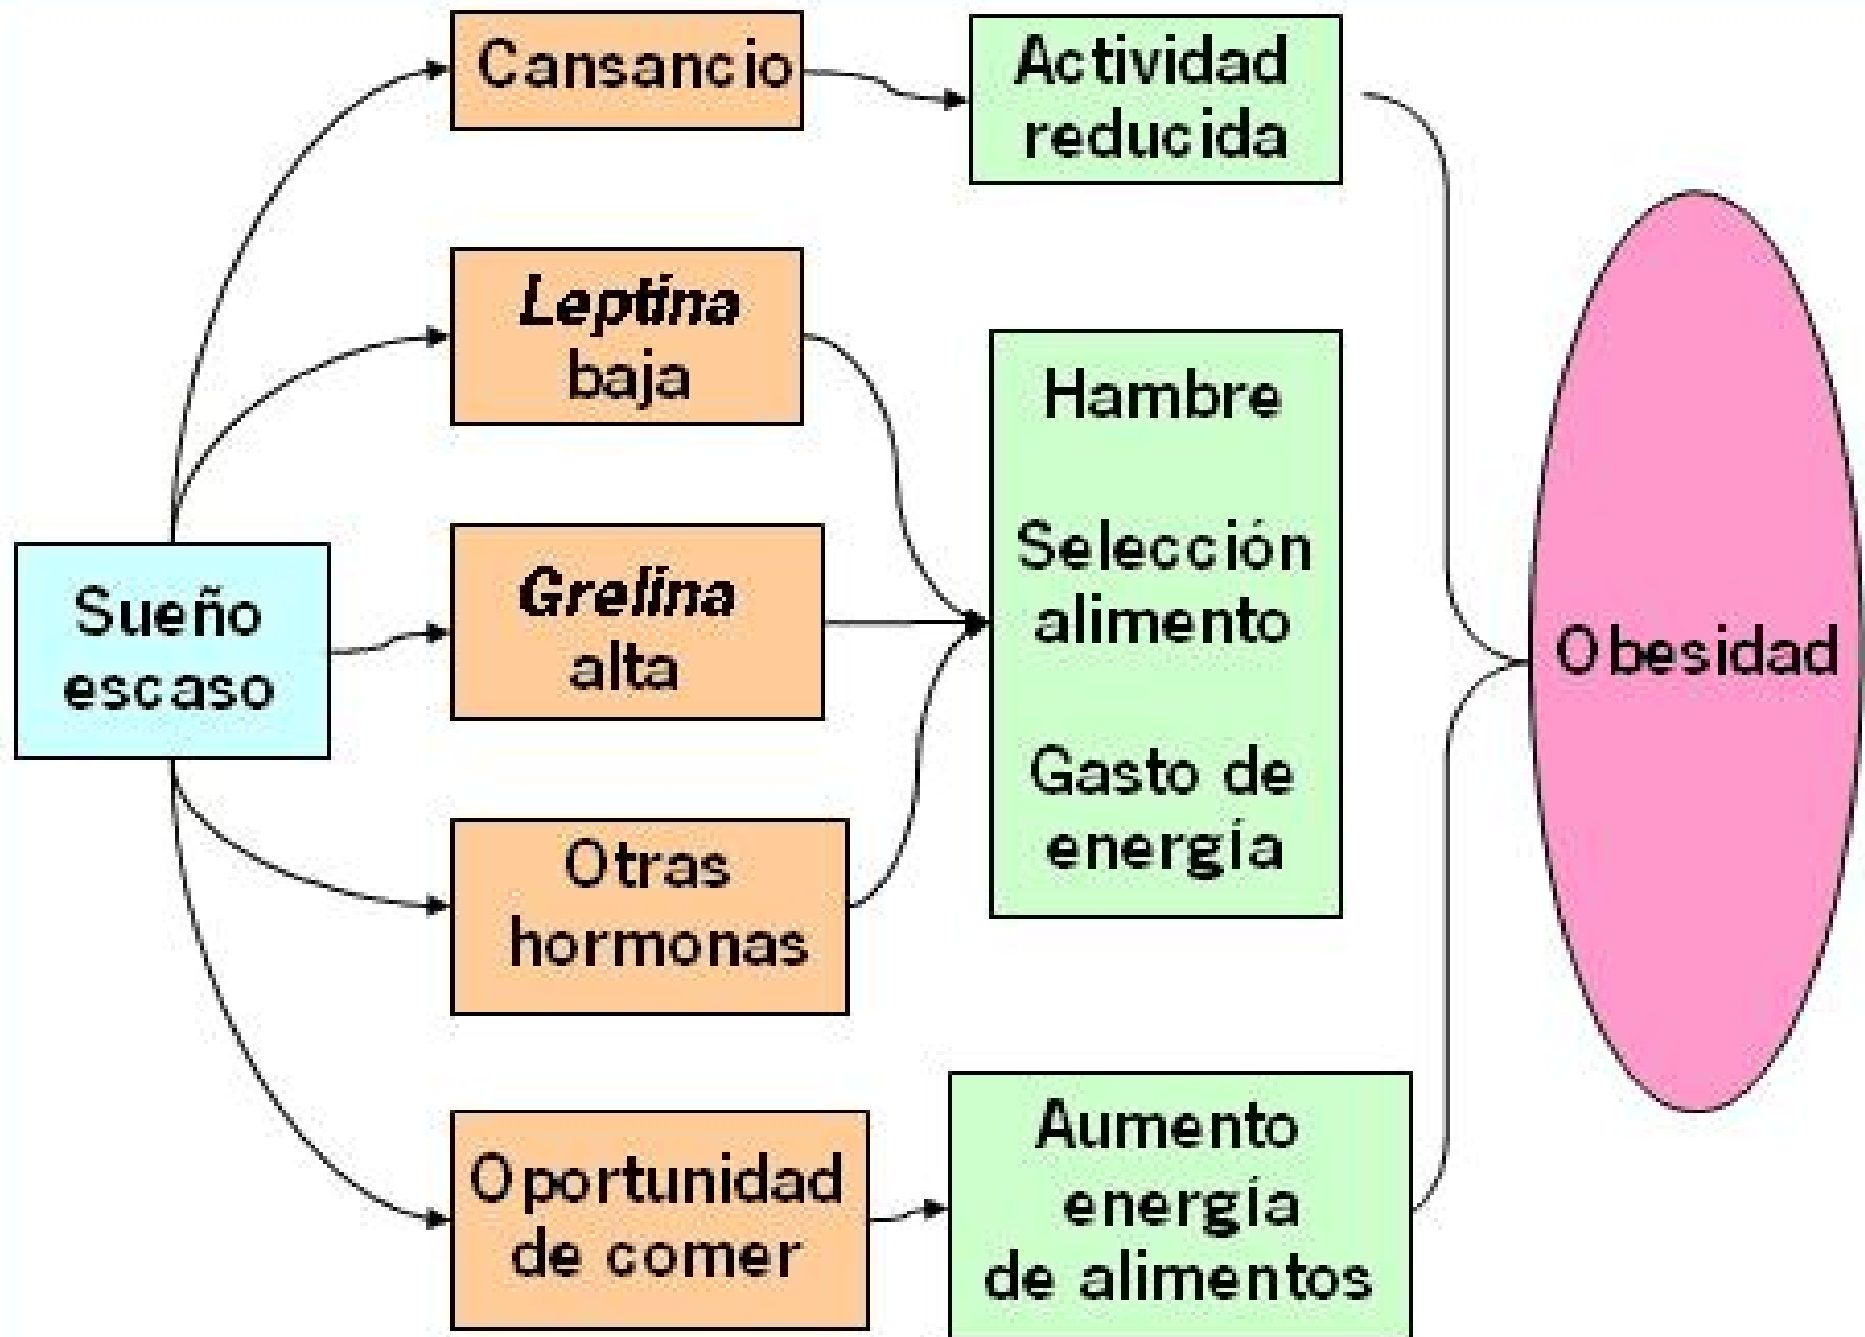 Cansancio
Actividad
reducida
Leptina
baja
Hambre
Selección
alimento
Gasto de
energía
Sueño
escaso
Grelina
alta
Obesidad
Otras
hormonas
Oportunidad
de comer
Aumento
energía
de alimentos